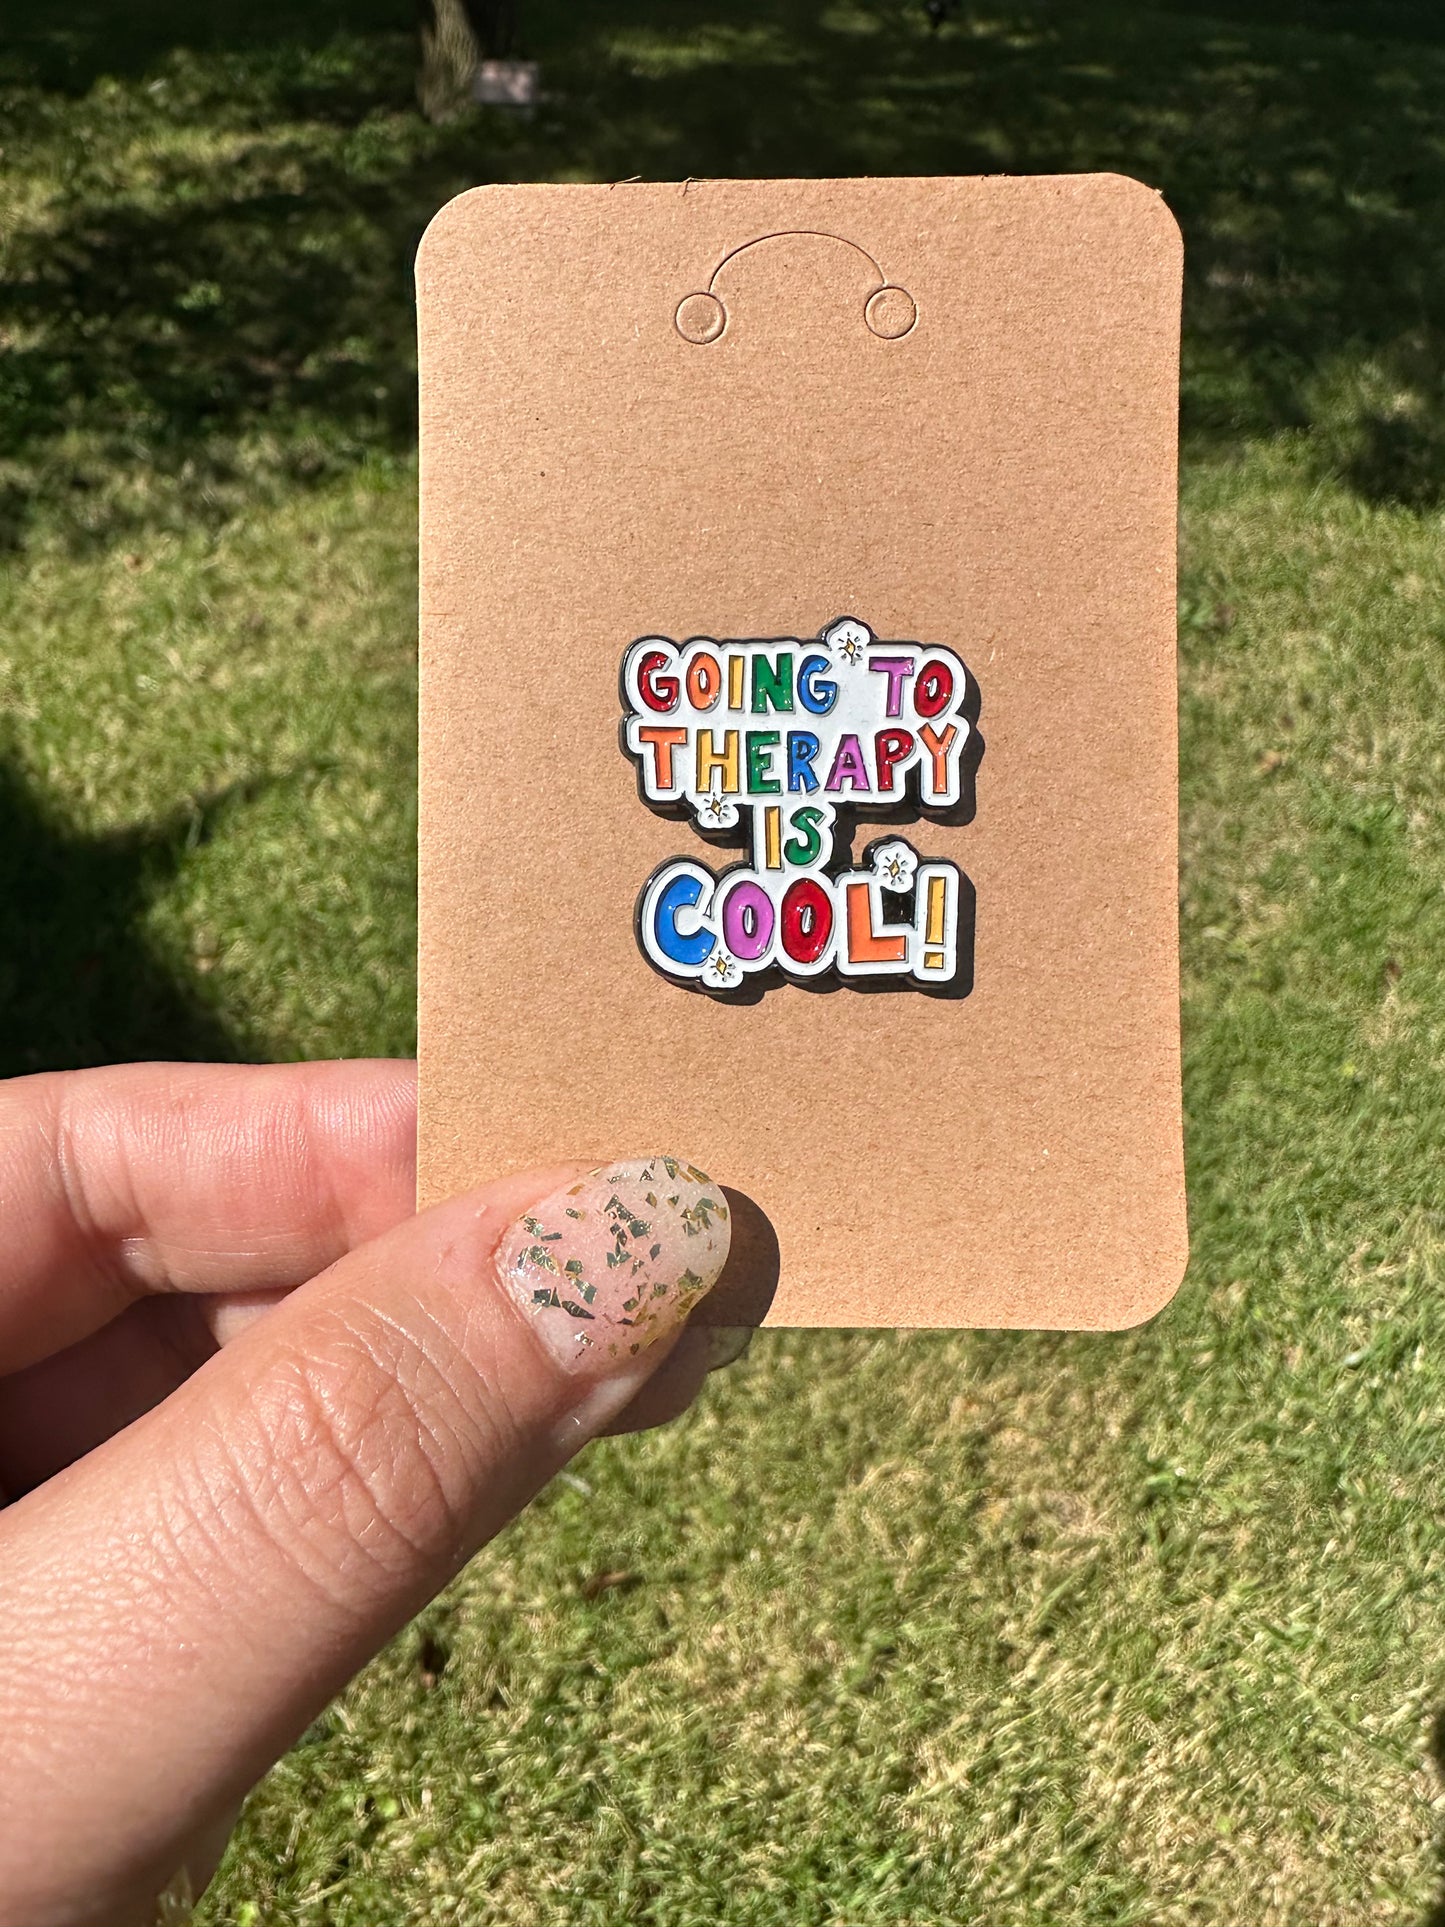 GOING TO
THERAPY
IS
COOL!